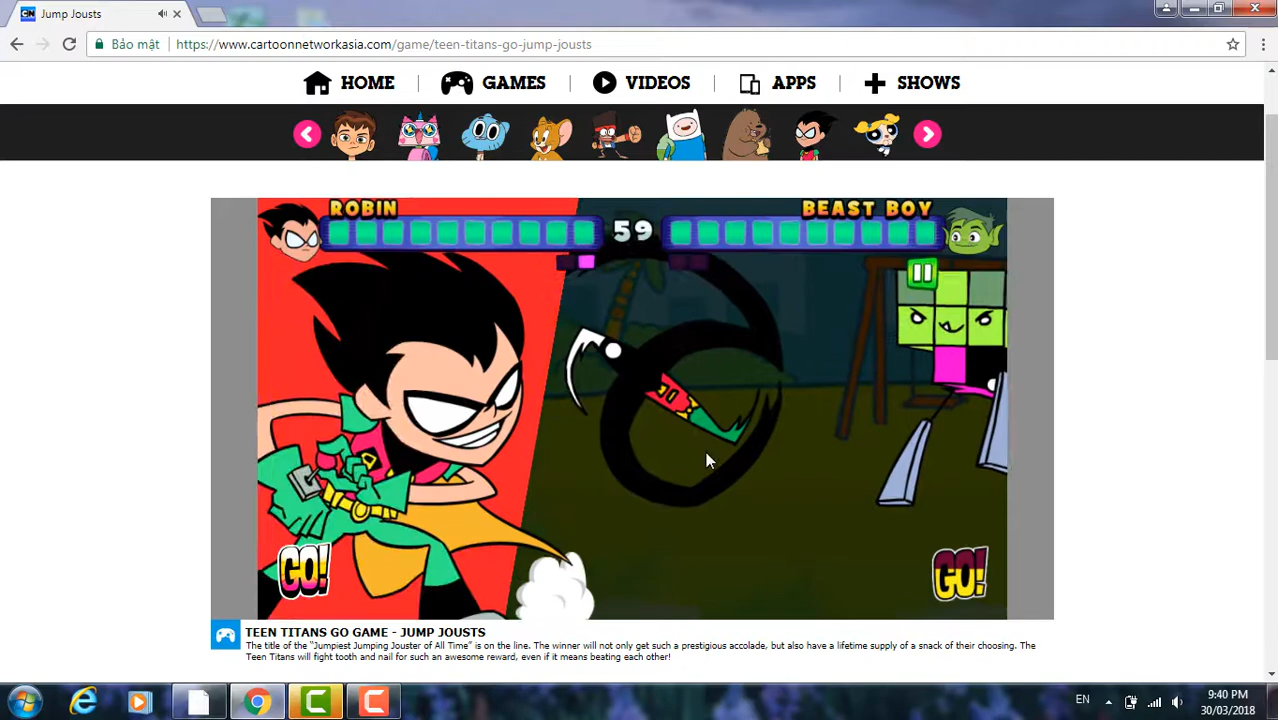 CN Jump Jousts
Bảo mật https://www.cartoonnetworkasia.com/game/teen-titans-go-jump-jousts
HOME GAMES VIDEOS APPS SHOWS
ROBIN 59 BEAST BOY
GO! GO!
TEEN TITANS GO GAME - JUMP JOUSTS
The title of the "Jumpiest Jumping Jouster of All Time" is on the line. The winner will not only get such a prestigious accolade, but also have a lifetime supply of a snack of their choosing. The
Teen Titans will fight tooth and nail for such an awesome reward, even if it means beating each other!
EN 9:40 PM
30/03/2018